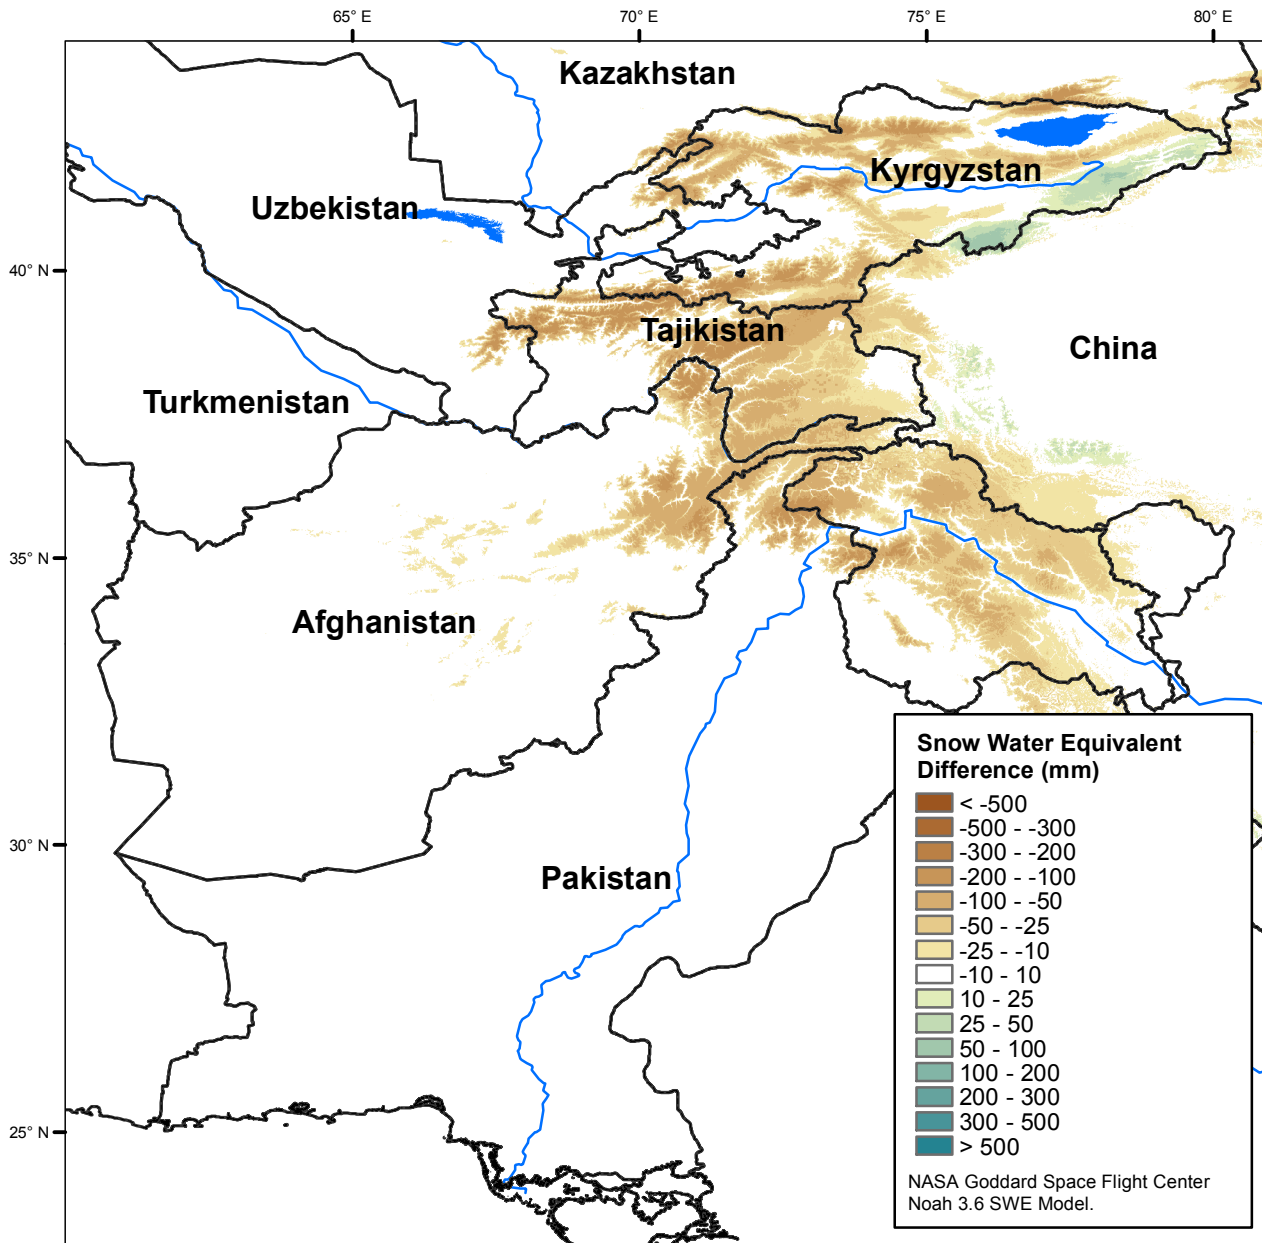 65° E
70° E
75° E
80° E
Kazakhstan
Kyrgyzstan
Uzbekistan
40° N
Tajikistan
China
Turkmenistan
35° N
Afghanistan
Snow Water Equivalent
Difference (mm)
< -500
-500 - -300
-300 - -200
-200 - -100
-100 - -50
-50 - -25
-25 - -10
-10 - 10
10 - 25
25 - 50
50 - 100
100 - 200
200 - 300
300 - 500
> 500
NASA Goddard Space Flight Center
Noah 3.6 SWE Model.
30° N
Pakistan
25° N